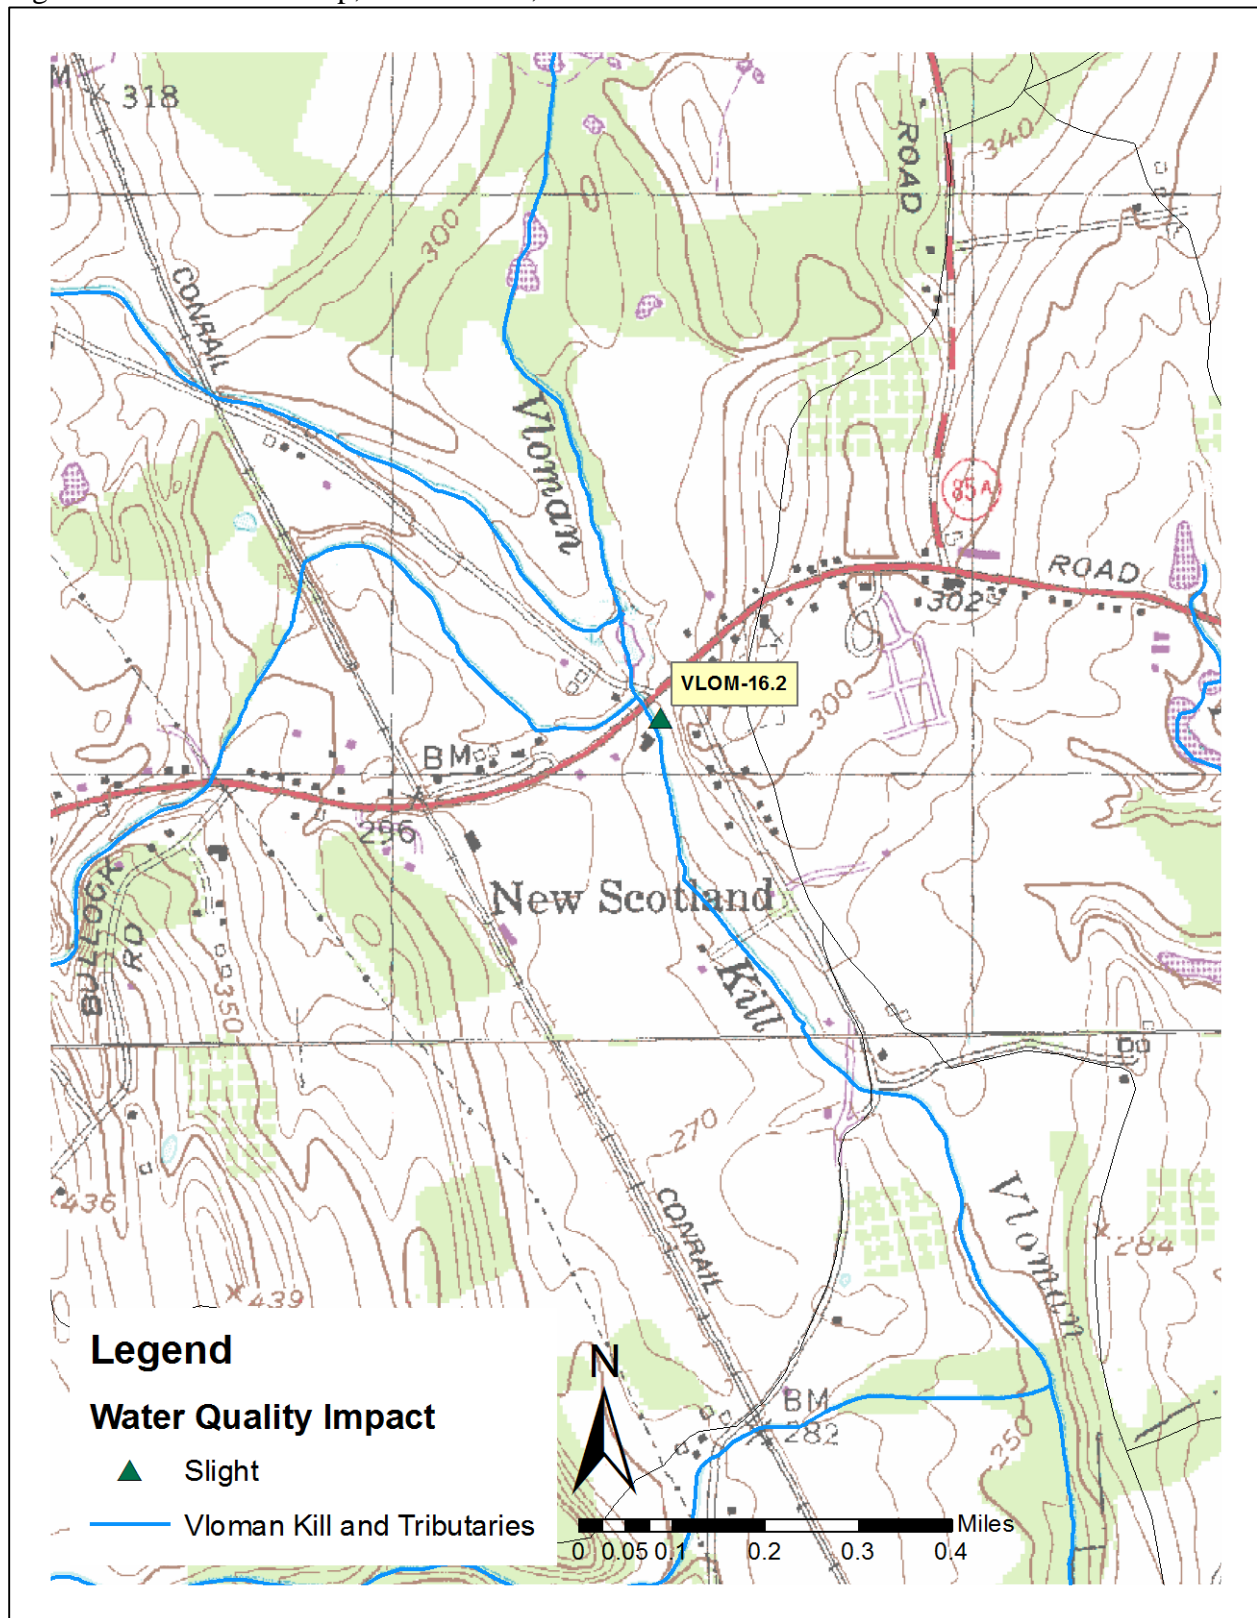 M
318
ROAD
340
300
CONRAIL
Vloman
85 A
ROAD
302
VLOM-16.2
300
BM
296
New Scotland
BULLOCK
RD
Kill
350
270
CONRAIL
Vloman
436
284
439
Legend
N
BM
282
250
Water Quality Impact
Slight
Vloman Kill and Tributaries
Miles
0 0.05 0.1 0.2 0.3 0.4